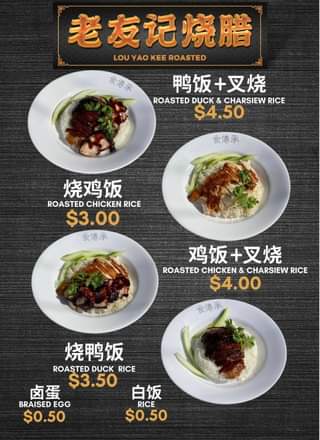 老友记烧腊
LOU YAO KEE ROASTED
鸭饭+叉烧
ROASTED DUCK & CHARSIEW RICE
$4.50
烧鸡饭
ROASTED CHICKEN RICE
$3.00
鸡饭+叉烧
ROASTED CHICKEN & CHARSIEW RICE
$4.00
烧鸭饭
ROASTED DUCK RICE
$3.50
卤蛋
BRAISED EGG
$0.50
白饭
RICE
$0.50